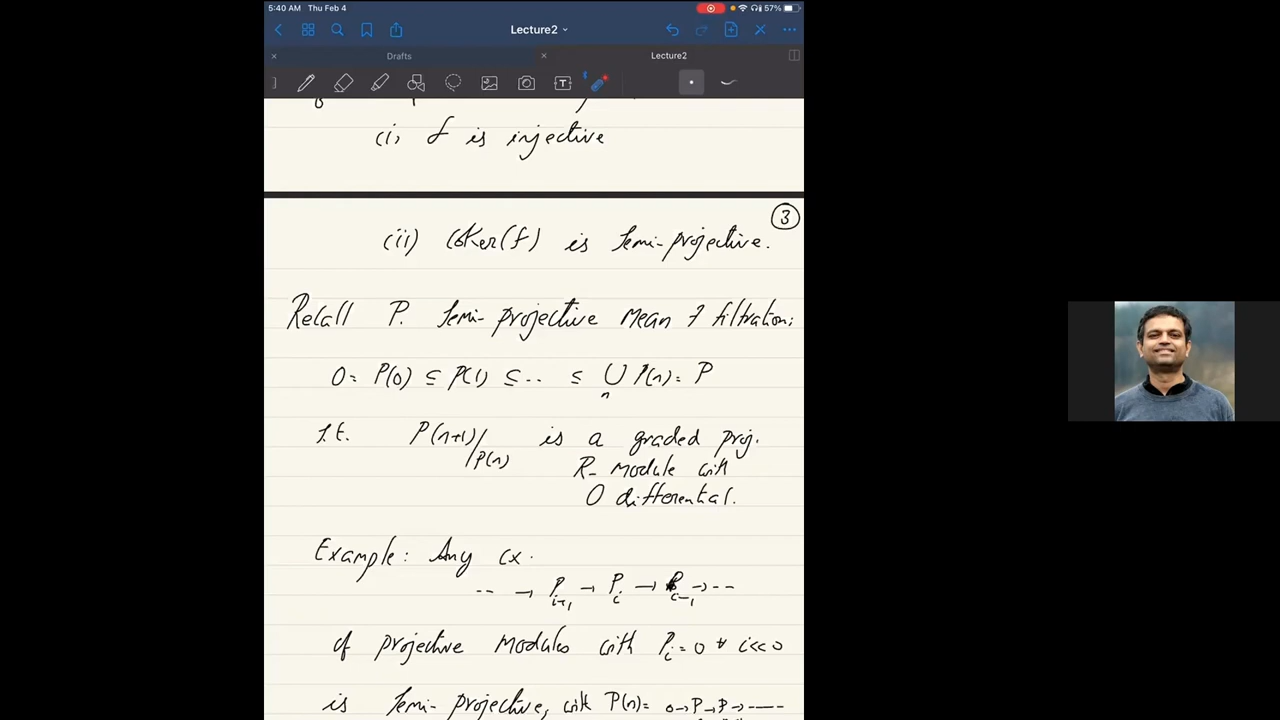 5:40 AM Thu Feb 4
57%
Lecture2
Drafts
Lecture2
(i) f is injective
3
(ii) Coker(f) is semi-projective.
Recall P. semi-projective mean ∃ filtration:
0 = P(0) ⊆ P(1) ⊆ .. ⊆ ⋃ P(n) = P
n
s.t. P(n+1)/P(n) is a graded proj.
R-module with
0 differential.
Example: Any cx.
-- → P_{i+1} → P_i → P_{i-1} → --
of projective modules with P_i = 0 ∀ i<<0
is semi-projective, with P(n) = 0 → P → P → ----